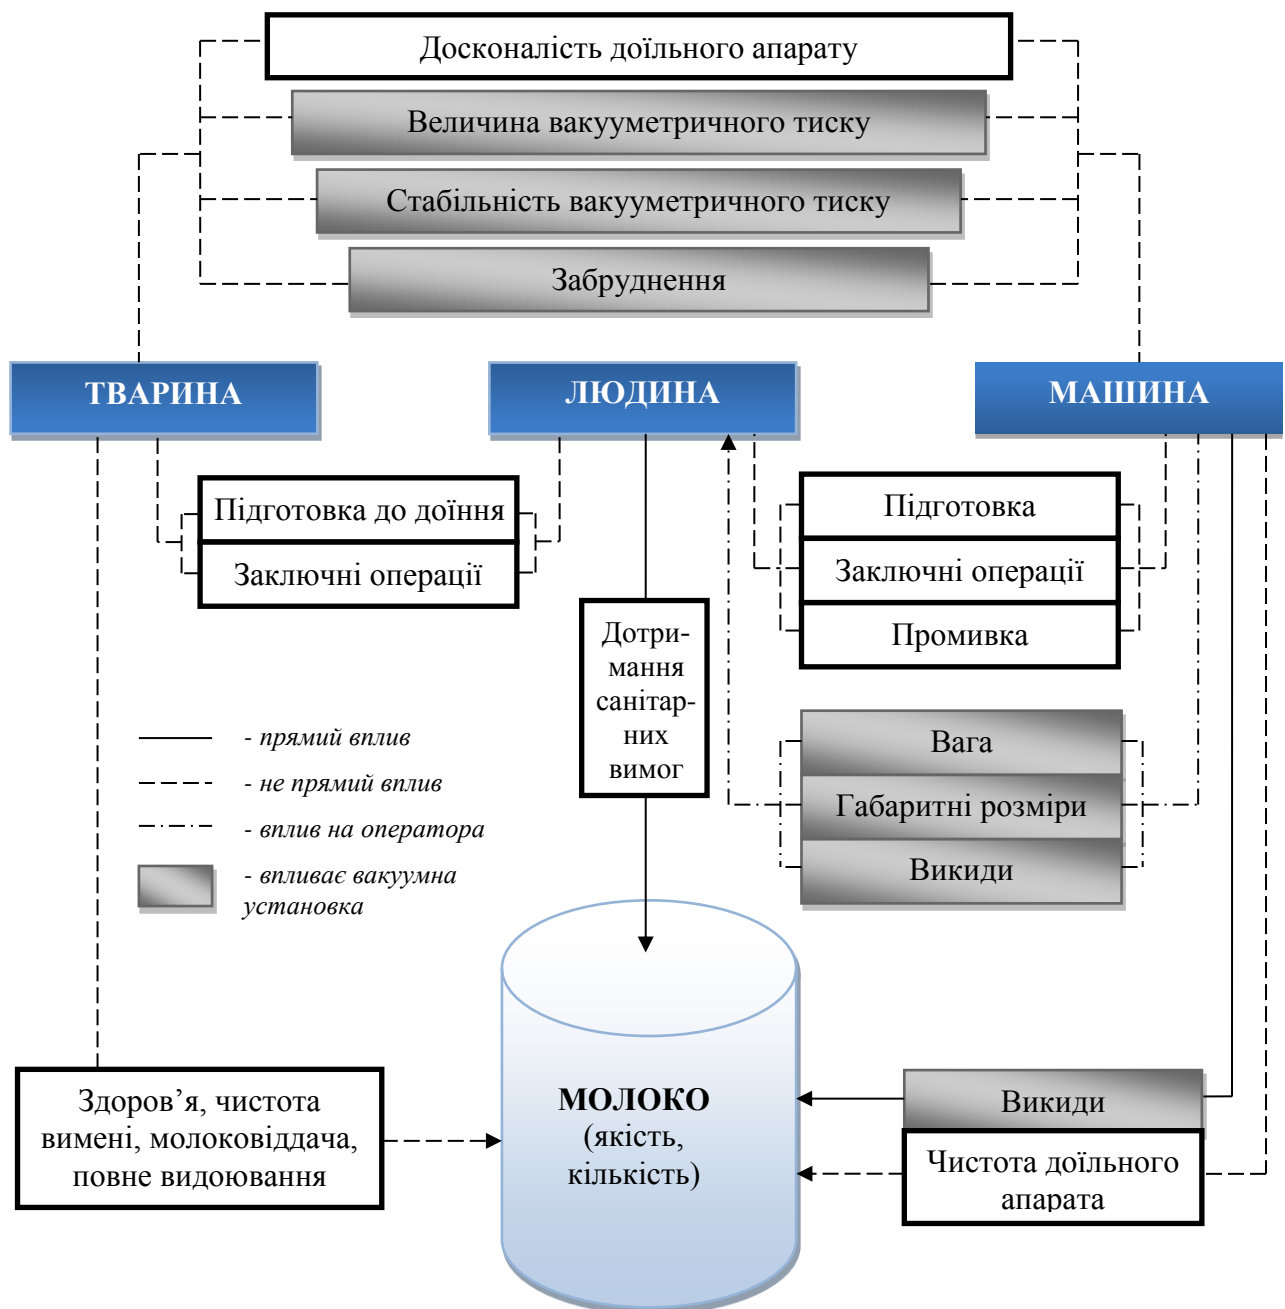 Досконалість доїльного апарату
Величина вакууметричного тиску
Стабільність вакууметричного тиску
Забруднення
ТВАРИНА
ЛЮДИНА
МАШИНА
Підготовка до доїння
Заключні операції
Підготовка
Заключні операції
Промивка
Дотри-
мання
санітар-
них
вимог
- прямий вплив
- не прямий вплив
- вплив на оператора
- впливає вакуумна
установка
Вага
Габаритні розміри
Викиди
Здоров’я, чистота
вимені, молоковіддача,
повне видоювання
МОЛОКО
(якість,
кількість)
Викиди
Чистота доїльного
апарата